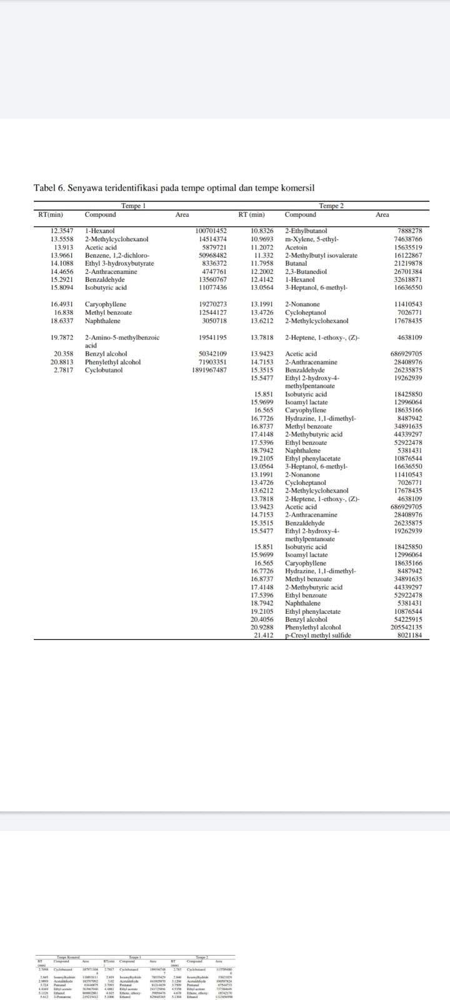 Tabel 6. Senyawa teridentifikasi pada tempe optimal dan tempe komersil
Tempe 1 Tempe 2
RT(min) Compound Area RT (min) Compound Area
12.3547 1-Hexanol 100701452 10.8326 2-Ethylbutanol 7888278
13.5558 2-Methylcyclohexanol 14514374 10.9693 m-Xylene, 5-ethyl- 74638766
13.913 Acetic acid 5879721 11.2072 Acetoin 15635519
13.9661 Benzene, 1,2-dichloro- 50968482 11.332 2-Methylbutyl isovalerate 16122867
14.1088 Ethyl 3-hydroxybutyrate 8336372 11.7958 Butanal 21219878
14.4656 2-Anthracenamine 4747761 12.2002 2,3-Butanediol 26701384
15.2921 Benzaldehyde 13560767 12.4142 1-Hexanol 32618871
15.8094 Isobutyric acid 11077436 13.0564 3-Heptanol, 6-methyl- 16636550
16.4931 Caryophyllene 19270273 13.1991 2-Nonanone 11410543
16.838 Methyl benzoate 12544127 13.4726 Cycloheptanol 7026771
18.6337 Naphthalene 3050718 13.6212 2-Methylcyclohexanol 17678435
19.7872 2-Amino-5-methylbenzoic 19541195 13.7818 2-Heptene, 1-ethoxy-, (Z)- 4638109
acid
20.358 Benzyl alcohol 50342109 13.9423 Acetic acid 686929705
20.8813 Phenylethyl alcohol 71903351 14.7153 2-Anthracenamine 28408976
2.7817 Cyclobutanol 1891967487 15.3515 Benzaldehyde 26235875
15.5477 Ethyl 2-hydroxy-4- 19262939
methylpentanoate
15.851 Isobutyric acid 18425850
15.9699 Isoamyl lactate 12996064
16.565 Caryophyllene 18635166
16.7726 Hydrazine, 1,1-dimethyl- 8487942
16.8737 Methyl benzoate 34891635
17.4148 2-Methybutyric acid 44339297
17.5396 Ethyl benzoate 52922478
18.7942 Naphthalene 5381431
19.2105 Ethyl phenylacetate 10876544
13.0564 3-Heptanol, 6-methyl- 16636550
13.1991 2-Nonanone 11410543
13.4726 Cycloheptanol 7026771
13.6212 2-Methylcyclohexanol 17678435
13.7818 2-Heptene, 1-ethoxy-, (Z)- 4638109
13.9423 Acetic acid 686929705
14.7153 2-Anthracenamine 28408976
15.3515 Benzaldehyde 26235875
15.5477 Ethyl 2-hydroxy-4- 19262939
methylpentanoate
15.851 Isobutyric acid 18425850
15.9699 Isoamyl lactate 12996064
16.565 Caryophyllene 18635166
16.7726 Hydrazine, 1,1-dimethyl- 8487942
16.8737 Methyl benzoate 34891635
17.4148 2-Methybutyric acid 44339297
17.5396 Ethyl benzoate 52922478
18.7942 Naphthalene 5381431
19.2105 Ethyl phenylacetate 10876544
20.4056 Benzyl alcohol 54225915
20.9288 Phenylethyl alcohol 205542135
21.412 p-Cresyl methyl sulfide 8021184
Tempe Komersil Tempe 1 Tempe 2
RT Compound Area RT(min Compound Area RT Compound Area